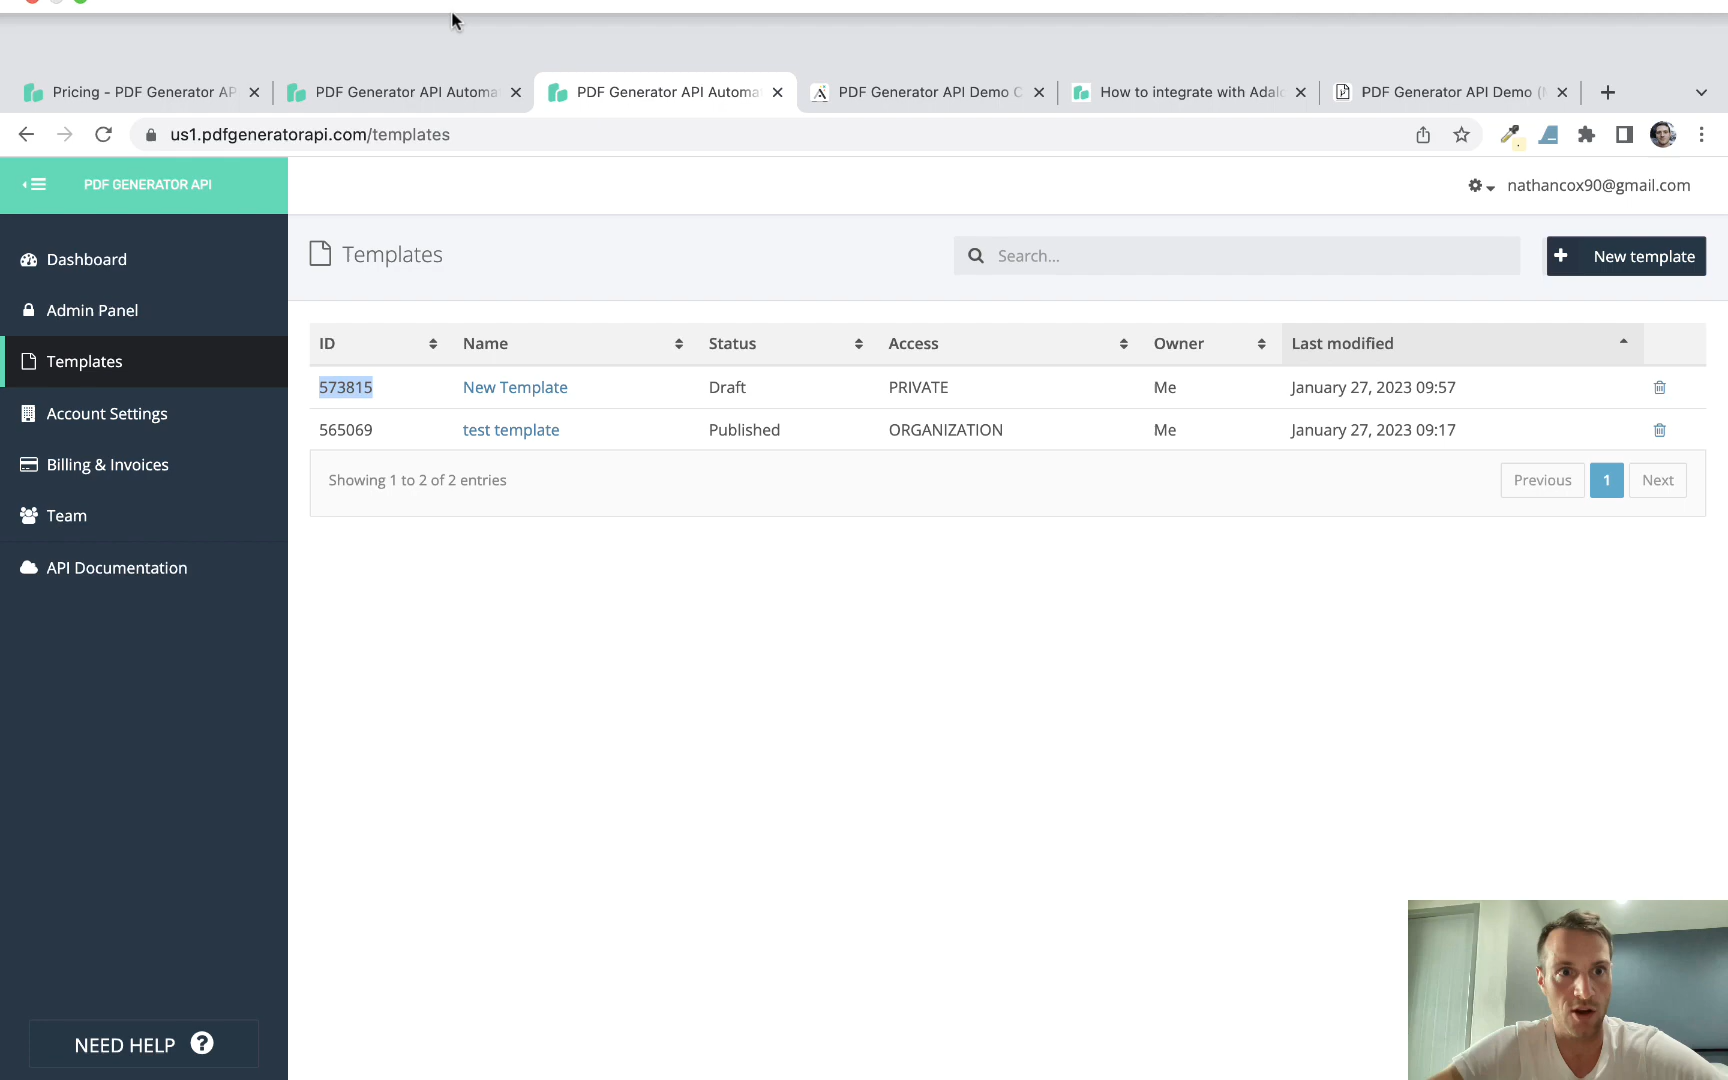 Pricing - PDF Generator AP
PDF Generator API Automa
PDF Generator API Automa
PDF Generator API Demo C
How to integrate with Adalo
PDF Generator API Demo (
us1.pdfgeneratorapi.com/templates
PDF GENERATOR API
nathancox90@gmail.com
Dashboard
Admin Panel
Templates
Account Settings
Billing & Invoices
Team
API Documentation
NEED HELP ?
Templates
Search...
+ New template
ID Name Status Access Owner Last modified
573815 New Template Draft PRIVATE Me January 27, 2023 09:57
565069 test template Published ORGANIZATION Me January 27, 2023 09:17
Showing 1 to 2 of 2 entries
Previous 1 Next